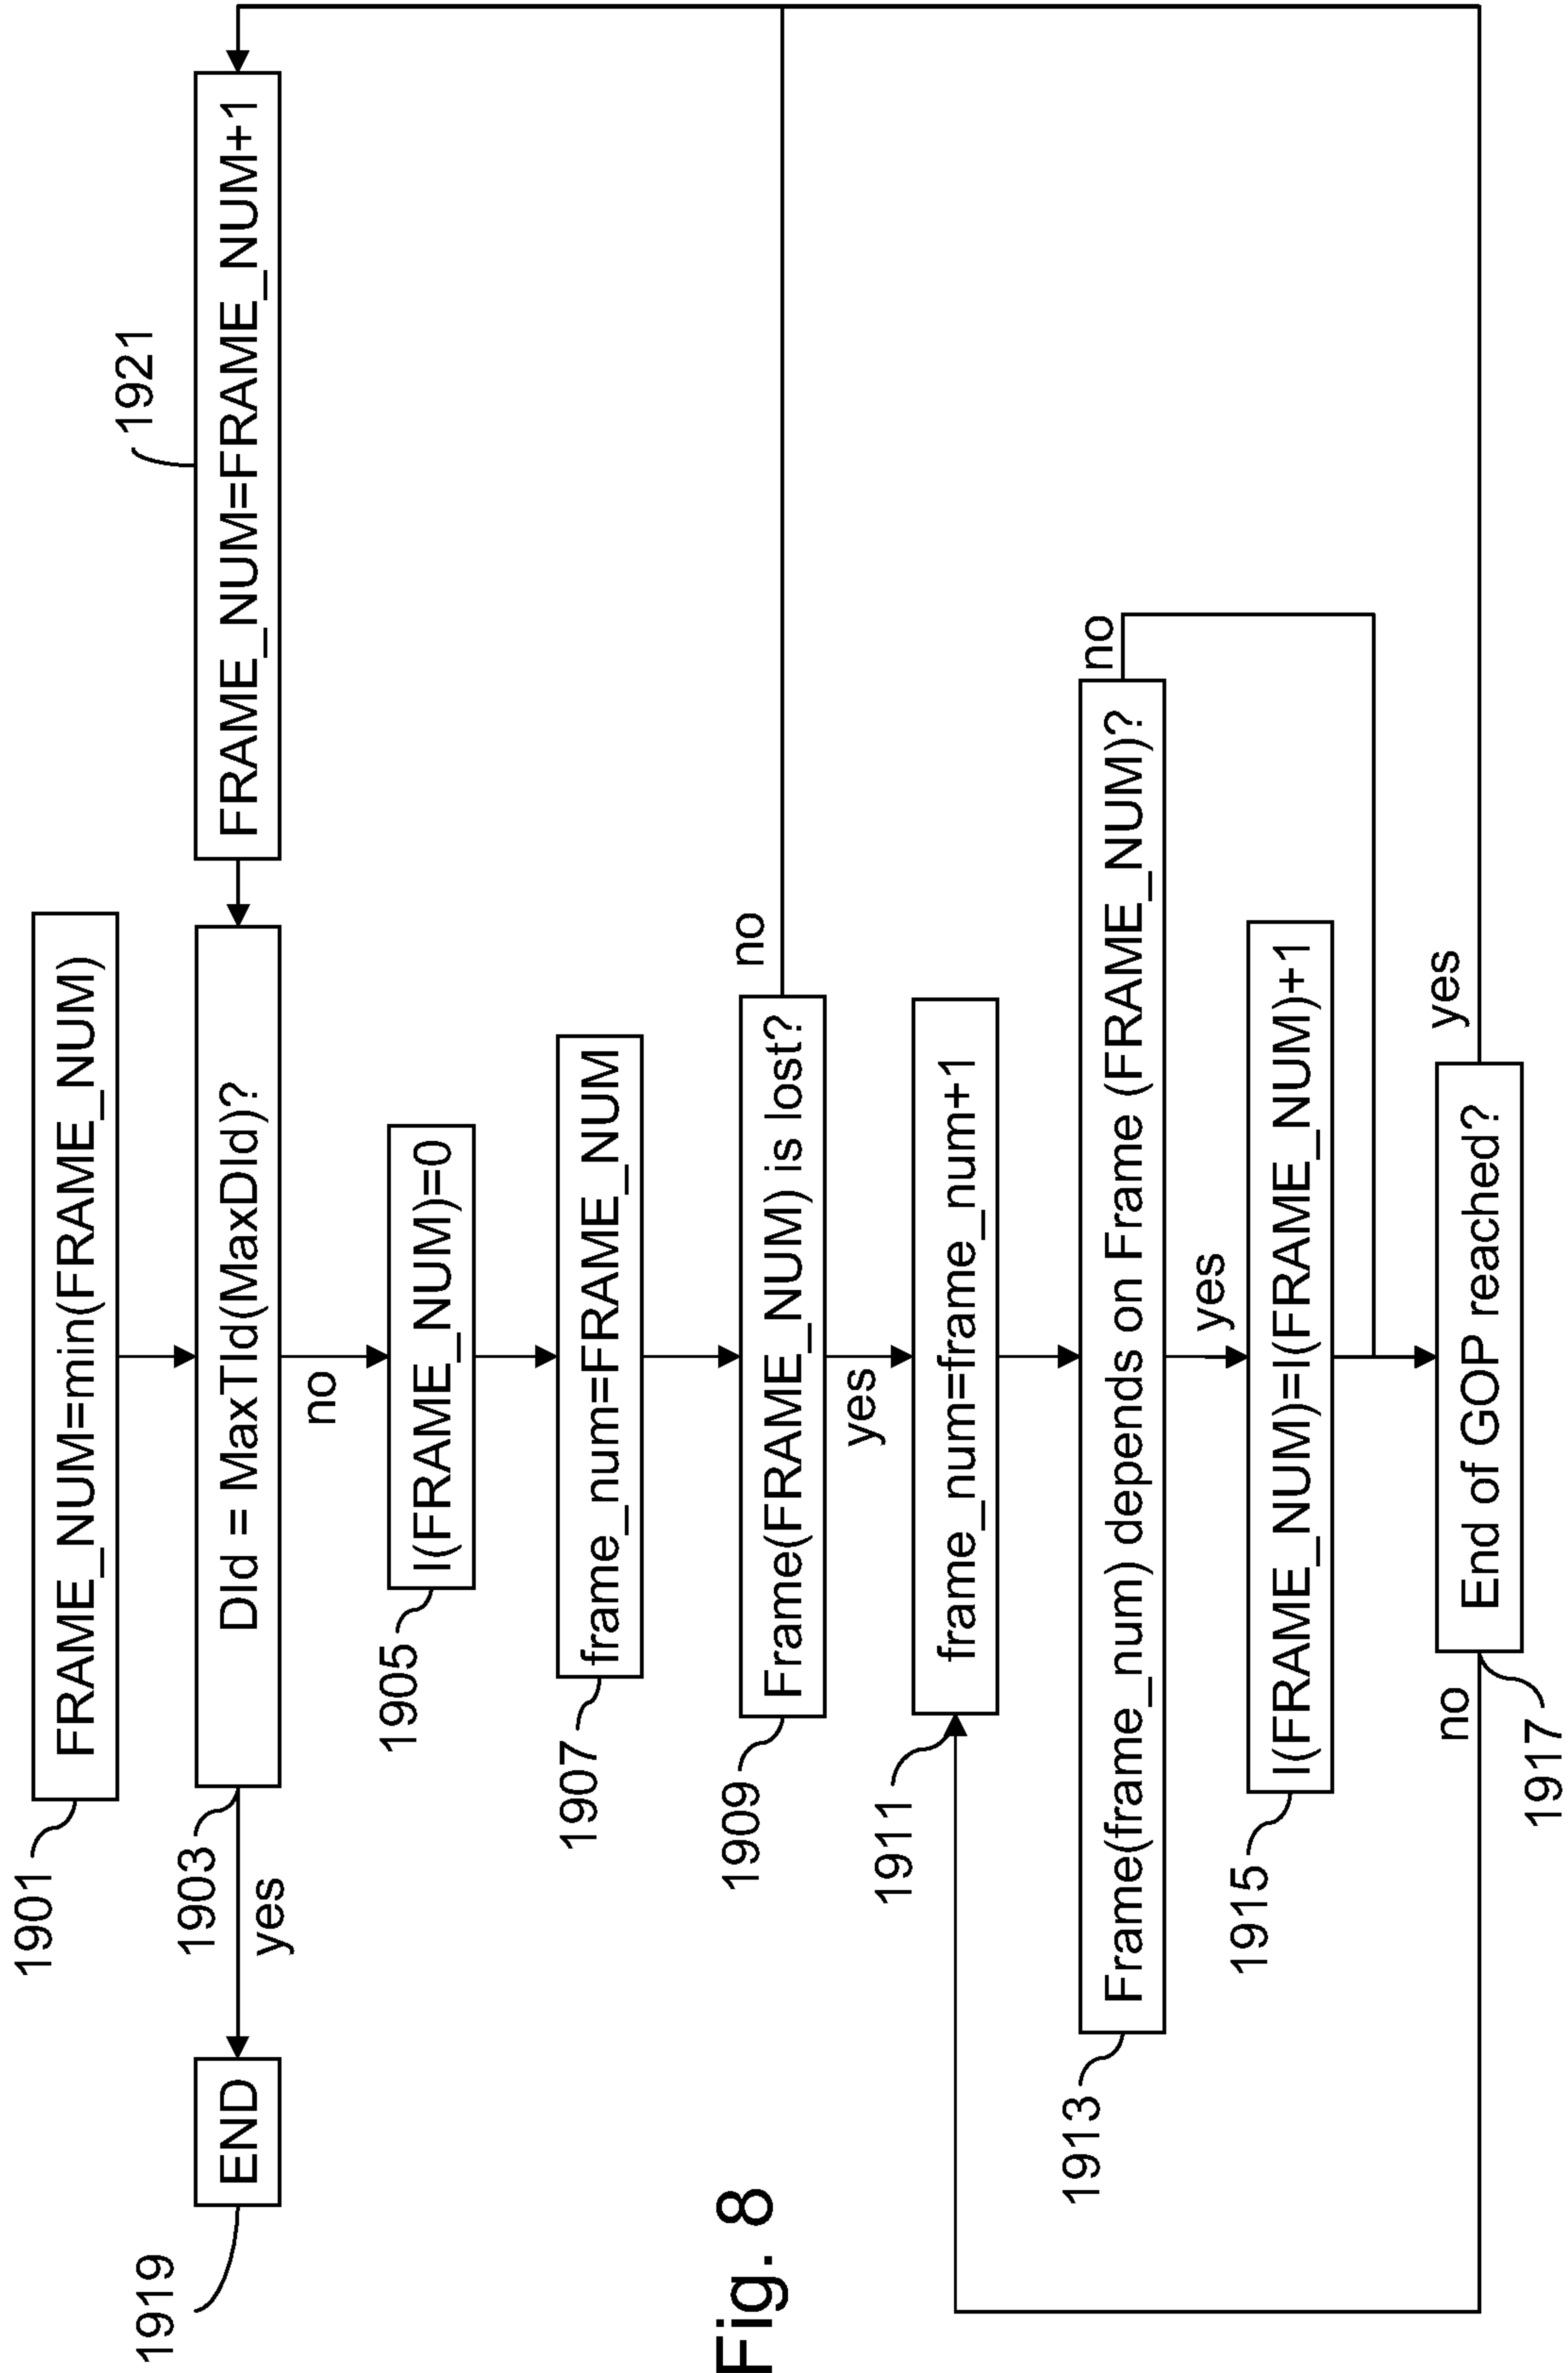 1901
FRAME_NUM=min(FRAME_NUM)
1921
FRAME_NUM=FRAME_NUM+1
1903
DId = MaxTId(MaxDId)?
yes
END
1919
no
1905
I(FRAME_NUM)=0
1907
frame_num=FRAME_NUM
1909
Frame(FRAME_NUM) is lost?
no
yes
1911
frame_num=frame_num+1
1913
Frame(frame_num) depends on Frame (FRAME_NUM)?
no
yes
1915
I(FRAME_NUM)=I(FRAME_NUM)+1
End of GOP reached?
yes
no
1917
Fig. 8